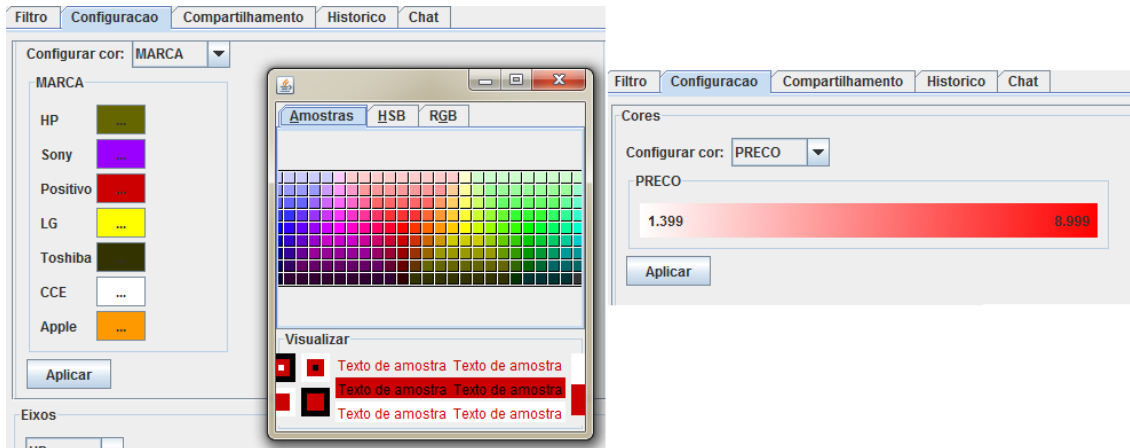 Filtro Configuracao Compartilhamento Historico Chat
Configurar cor: MARCA
MARCA
HP ...
Sony ...
Positivo ...
LG ...
Toshiba
CCE ...
Apple ...
Aplicar
Eixos
Amostras HSB RGB
Visualizar
Texto de amostra Texto de amostra
Texto de amostra Texto de amostra
Texto de amostra Texto de amostra
Filtro Configuracao Compartilhamento Historico Chat
Cores
Configurar cor: PRECO
PRECO
1.399 8.999
Aplicar